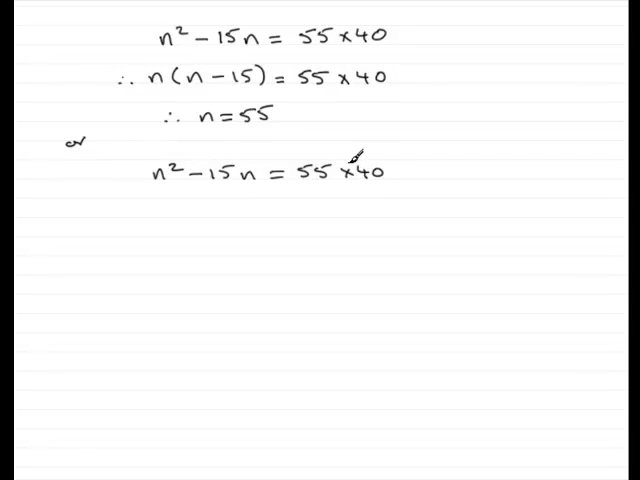 n² - 15n = 55 × 40
∴ n(n - 15) = 55 × 40
∴ n = 55
or
n² - 15n = 55 × 40